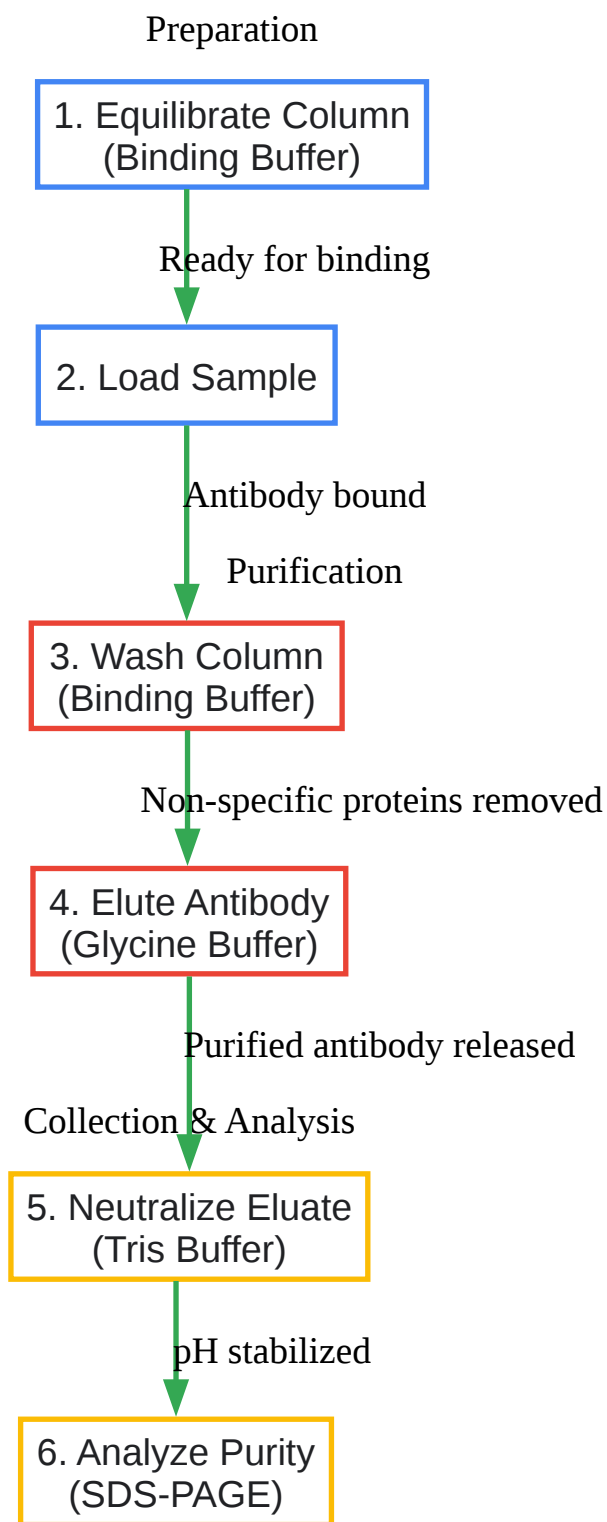 Preparation
1. Equilibrate Column
(Binding Buffer)
Ready for binding
2. Load Sample
Antibody bound
Purification
3. Wash Column
(Binding Buffer)
Non-specific proteins removed
4. Elute Antibody
(Glycine Buffer)
Purified antibody released
Collection & Analysis
5. Neutralize Eluate
(Tris Buffer)
pH stabilized
6. Analyze Purity
(SDS-PAGE)